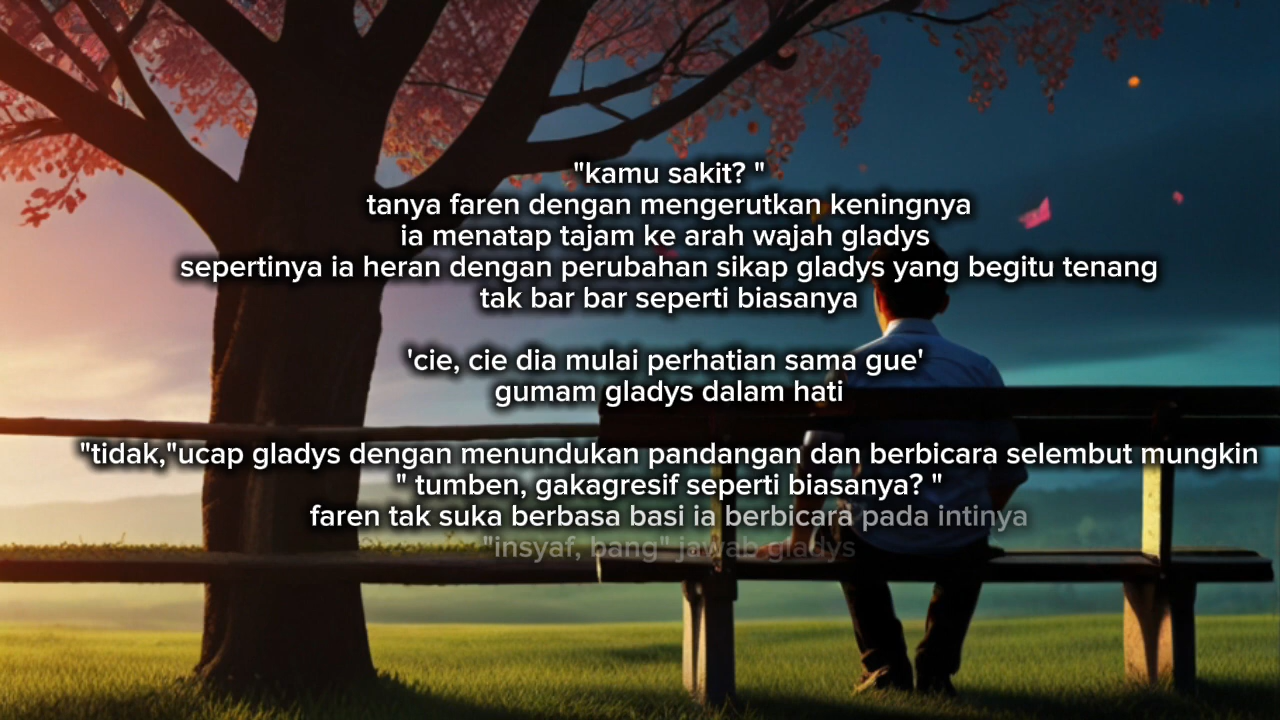 "kamu sakit? "
tanya faren dengan mengerutkan keningnya
ia menatap tajam ke arah wajah gladys
sepertinya ia heran dengan perubahan sikap gladys yang begitu tenang
tak bar bar seperti biasanya
'cie, cie dia mulai perhatian sama gue'
gumam gladys dalam hati
"tidak,"ucap gladys dengan menundukan pandangan dan berbicara selembut mungkin
" tumben, gakagresif seperti biasanya? "
faren tak suka berbasa basi ia berbicara pada intinya
"insyaf, bang" jawab gladys